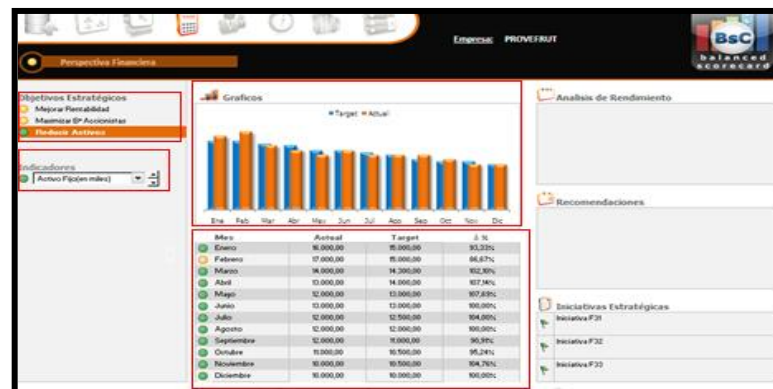 Empresa: PROVEFRUT
BsC
balanced
scorecard
Perspectiva Financiera
Objetivos Estratégicos
Mejorar Rentabilidad
Maximizar Bº Accionistas
Reducir Activos
Indicadores
Activo Fijo(en miles)
Graficos
Target Actual
Ene Feb Mar Abr May Jun Jul Ago Sep Oct Nov Dic
Mes Actual Target Δ %
Enero 16.000,00 15.000,00 93,33%
Febrero 17.000,00 15.000,00 86,67%
Marzo 14.000,00 14.300,00 102,10%
Abril 13.000,00 14.000,00 107,14%
Mayo 12.000,00 13.000,00 107,69%
Junio 13.000,00 13.000,00 100,00%
Julio 12.000,00 12.500,00 104,00%
Agosto 12.000,00 12.000,00 100,00%
Septiembre 12.000,00 11.000,00 90,91%
Octubre 11.000,00 10.500,00 95,24%
Noviembre 10.000,00 10.500,00 104,76%
Diciembre 10.000,00 10.000,00 100,00%
Analisis de Rendimiento
Recomendaciones
Iniciativas Estratégicas
Iniciativa F31
Iniciativa F32
Iniciativa F33